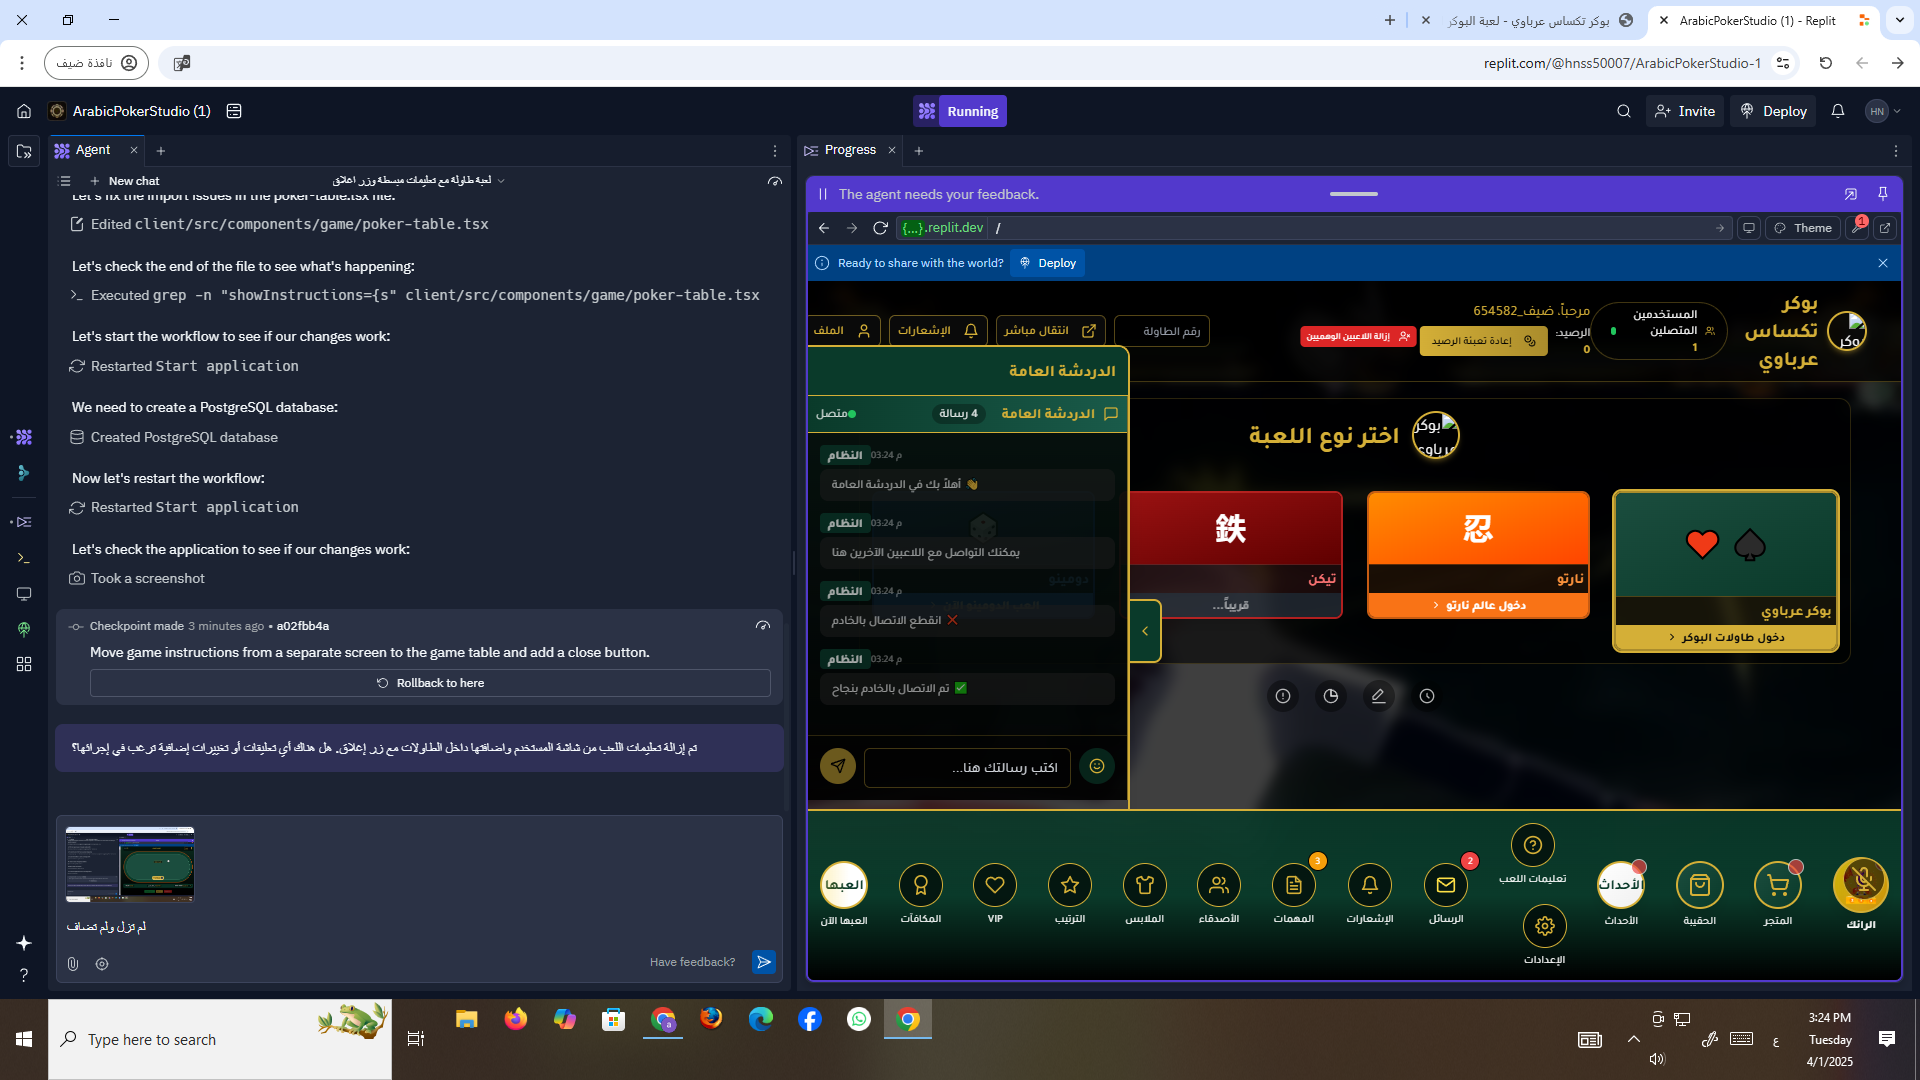 ArabicPokerStudio (1) - Replit
بوكر تكساس عرباوي - لعبة البوكر
نافذة ضيف
replit.com/@hnss50007/ArabicPokerStudio-1
ArabicPokerStudio (1)
Running
Invite
Deploy
HN
Agent
New chat
لعبة طاولة مع تعليمات مبسطة وزر اغلاق
Let's fix the import issues in the poker-table.tsx file:
Edited client/src/components/game/poker-table.tsx
Let's check the end of the file to see what's happening:
Executed grep -n "showInstructions={s" client/src/components/game/poker-table.tsx
Let's start the workflow to see if our changes work:
Restarted Start application
We need to create a PostgreSQL database:
Created PostgreSQL database
Now let's restart the workflow:
Restarted Start application
Let's check the application to see if our changes work:
Took a screenshot
Checkpoint made 3 minutes ago • a02fbb4a
Move game instructions from a separate screen to the game table and add a close button.
Rollback to here
تم إزالة تعليمات اللعب من شاشة المستخدم واضافتها داخل الطاولات مع زر إغلاق. هل هناك أي تعليقات أو تغييرات إضافية ترغب في إجرائها؟
لم تزل ولم تضاف
Have feedback?
Progress
The agent needs your feedback.
{...}.replit.dev /
Theme
1
Ready to share with the world?
Deploy
بوكر تكساس عرباوي
بوكر
المستخدمين المتصلين
1
مرحباً، ضيف_654582
الرصيد:
0
إعادة تعبئة الرصيد
إزالة اللاعبين الوهميين
رقم الطاولة
انتقال مباشر
الإشعارات
الملف
الدردشة العامة
الدردشة العامة
4 رسالة
متصل
النظام
03:24 م
أهلاً بك في الدردشة العامة 👋
النظام
03:24 م
يمكنك التواصل مع اللاعبين الآخرين هنا
النظام
03:24 م
انقطع الاتصال بالخادم ❌
النظام
03:24 م
تم الاتصال بالخادم بنجاح ✅
دومينو
اكتب رسالتك هنا...
بوكر عرباوي
اختر نوع اللعبة
بوكر عرباوي
دخول طاولات البوكر
忍
نارتو
دخول عالم نارتو
鉄
تيكن
قريباً...
الرانك
المتجر
الحقيبة
الأحداث
الأحداث
تعليمات اللعب
الإعدادات
2
الرسائل
الإشعارات
3
المهمات
الأصدقاء
الملابس
الترتيب
VIP
المكافآت
العبها
العبها الآن
Type here to search
ع
3:24 PM
Tuesday
4/1/2025